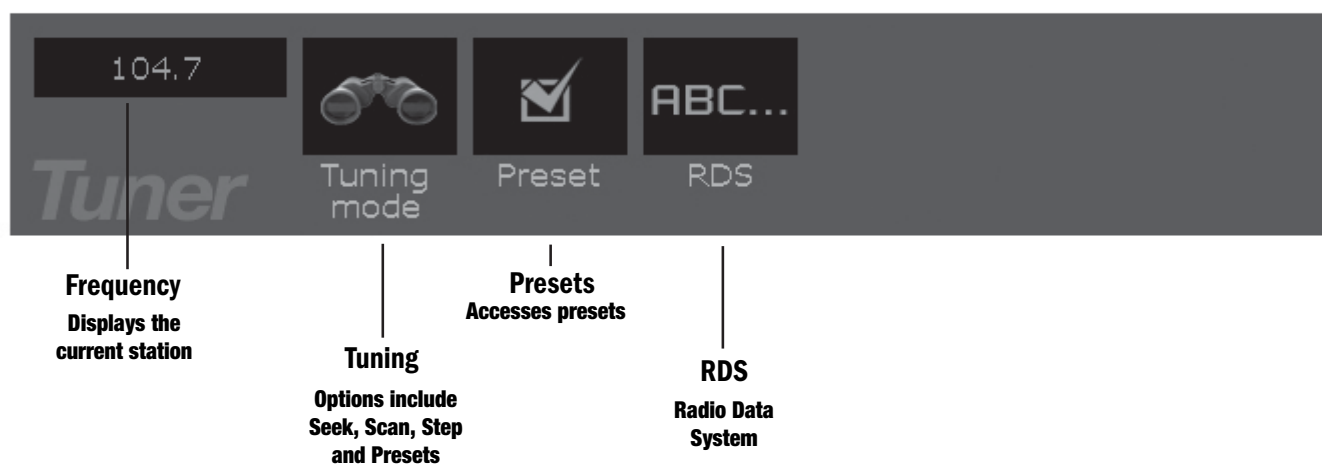 104.7
ABC...
Tuner
Tuning
mode
Preset
RDS
Frequency
Displays the
current station
Tuning
Options include
Seek, Scan, Step
and Presets
Presets
Accesses presets
RDS
Radio Data
System